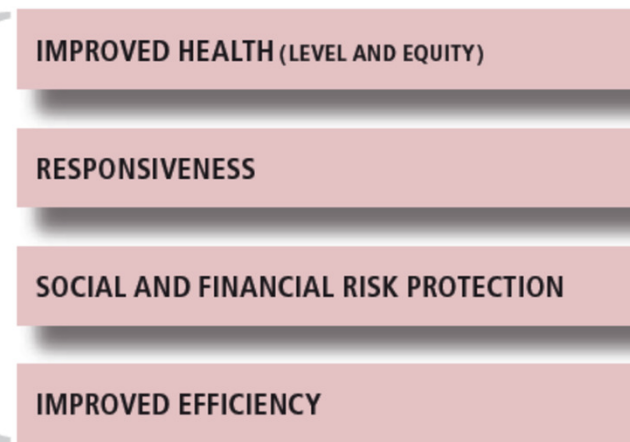 IMPROVED HEALTH (LEVEL AND EQUITY)
RESPONSIVENESS
SOCIAL AND FINANCIAL RISK PROTECTION
IMPROVED EFFICIENCY